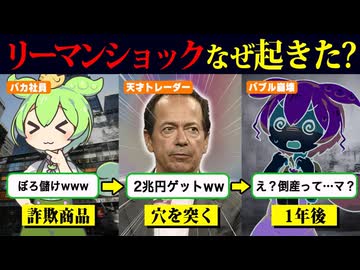 リーマンショックなぜ起きた?
バカ社員
天才トレーダー
バブル崩壊
ぼろ儲けwww
2兆円ゲットww
え?倒産って…マ?
詐欺商品
穴を突く
1年後